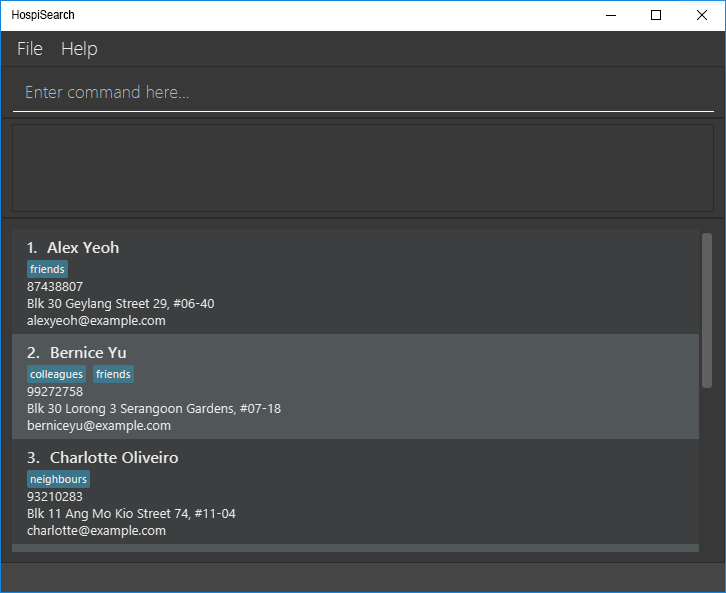 HospiSearch
File Help
Enter command here...
1. Alex Yeoh
friends
87438807
Blk 30 Geylang Street 29, #06-40
alexyeoh@example.com
2. Bernice Yu
colleagues friends
99272758
Blk 30 Lorong 3 Serangoon Gardens, #07-18
berniceyu@example.com
3. Charlotte Oliveiro
neighbours
93210283
Blk 11 Ang Mo Kio Street 74, #11-04
charlotte@example.com